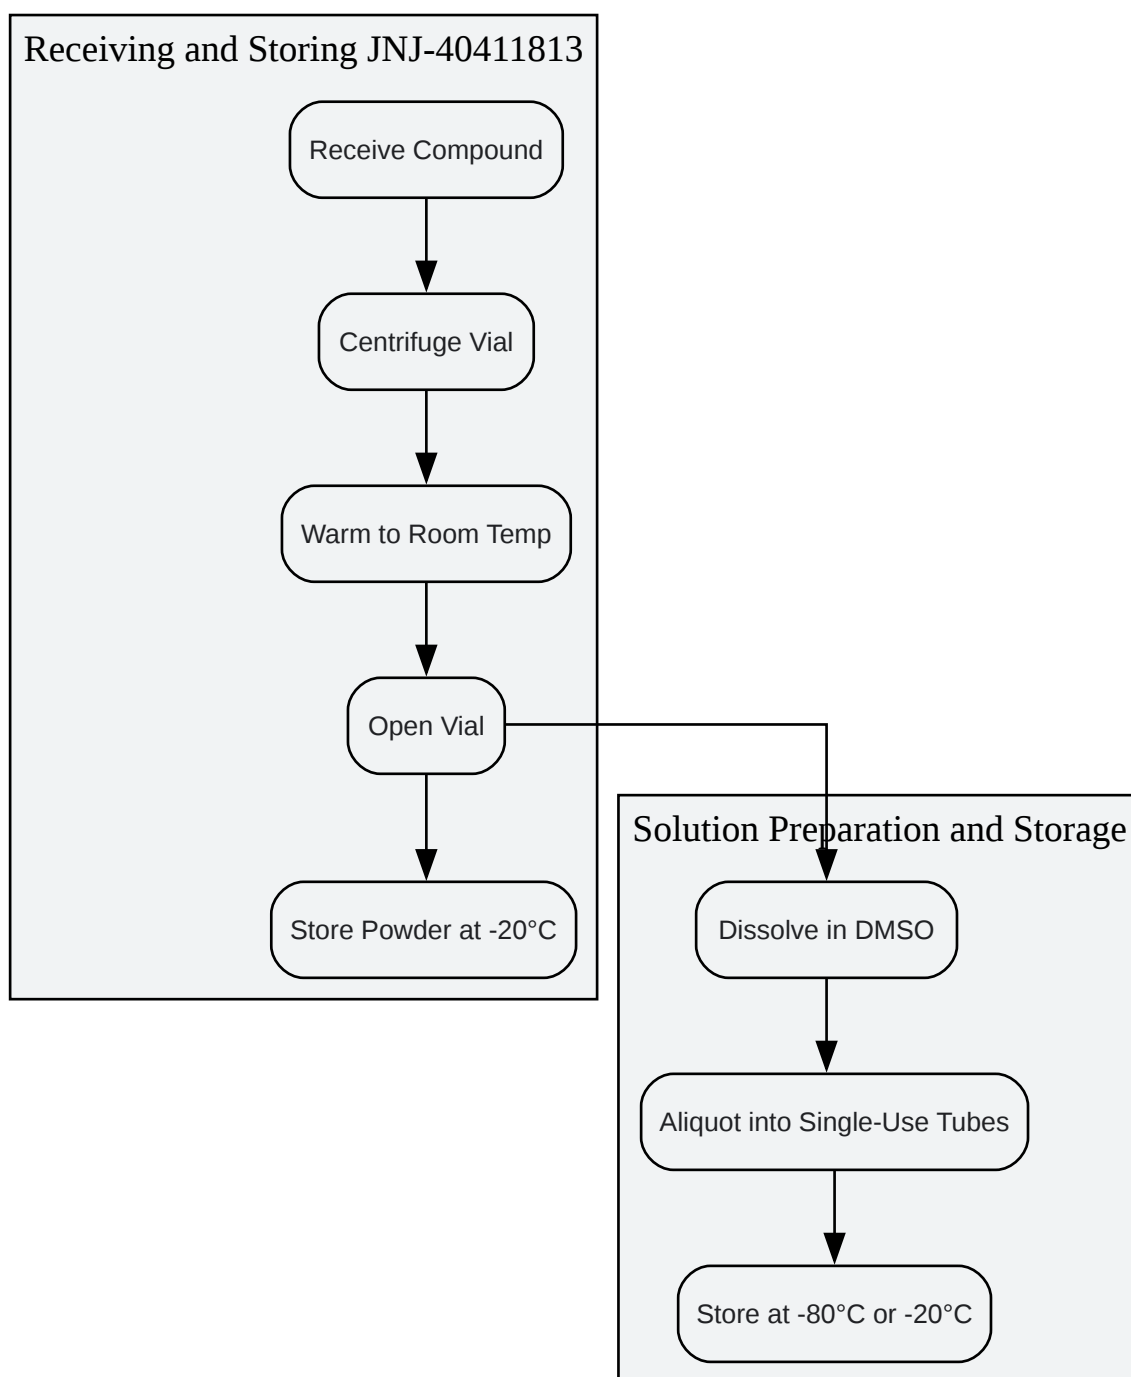 Receiving and Storing JNJ-40411813
Receive Compound
Centrifuge Vial
Warm to Room Temp
Open Vial
Store Powder at -20°C
Solution Preparation and Storage
Dissolve in DMSO
Aliquot into Single-Use Tubes
Store at -80°C or -20°C